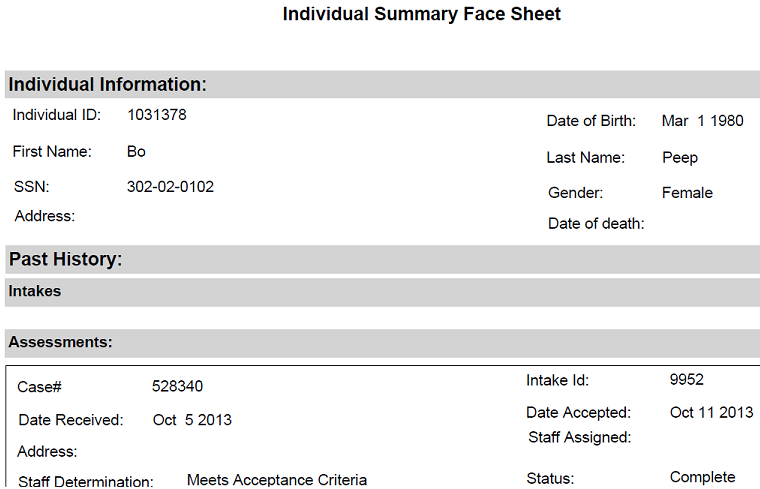 Individual Summary Face Sheet
Individual Information:
Individual ID: 1031378
Date of Birth: Mar 1 1980
First Name: Bo
Last Name: Peep
SSN: 302-02-0102
Gender: Female
Address:
Date of death:
Past History:
Intakes
Assessments:
Case# 528340
Intake Id: 9952
Date Received: Oct 5 2013
Date Accepted: Oct 11 2013
Staff Assigned:
Address:
Staff Determination: Meets Acceptance Criteria
Status: Complete